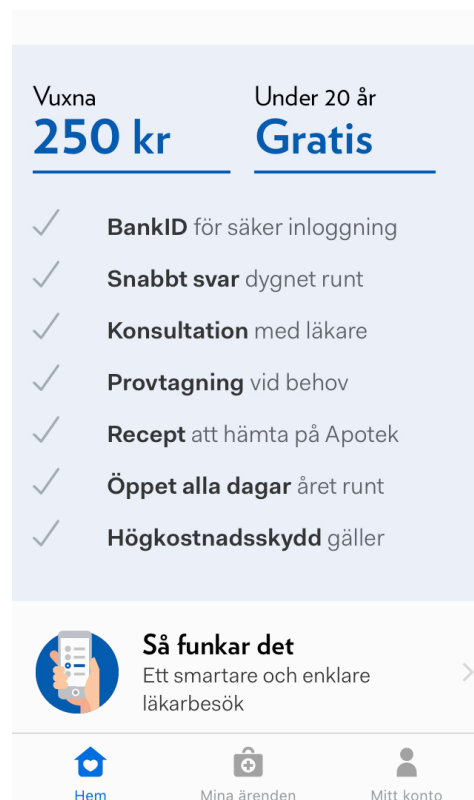 Vuxna
250 kr
Under 20 år
Gratis
BankID för säker inloggning
Snabbt svar dygnet runt
Konsultation med läkare
Provtagning vid behov
Recept att hämta på Apotek
Öppet alla dagar året runt
Högkostnadsskydd gäller
Så funkar det
Ett smartare och enklare
läkarbesök
Hem
Mina ärenden
Mitt konto